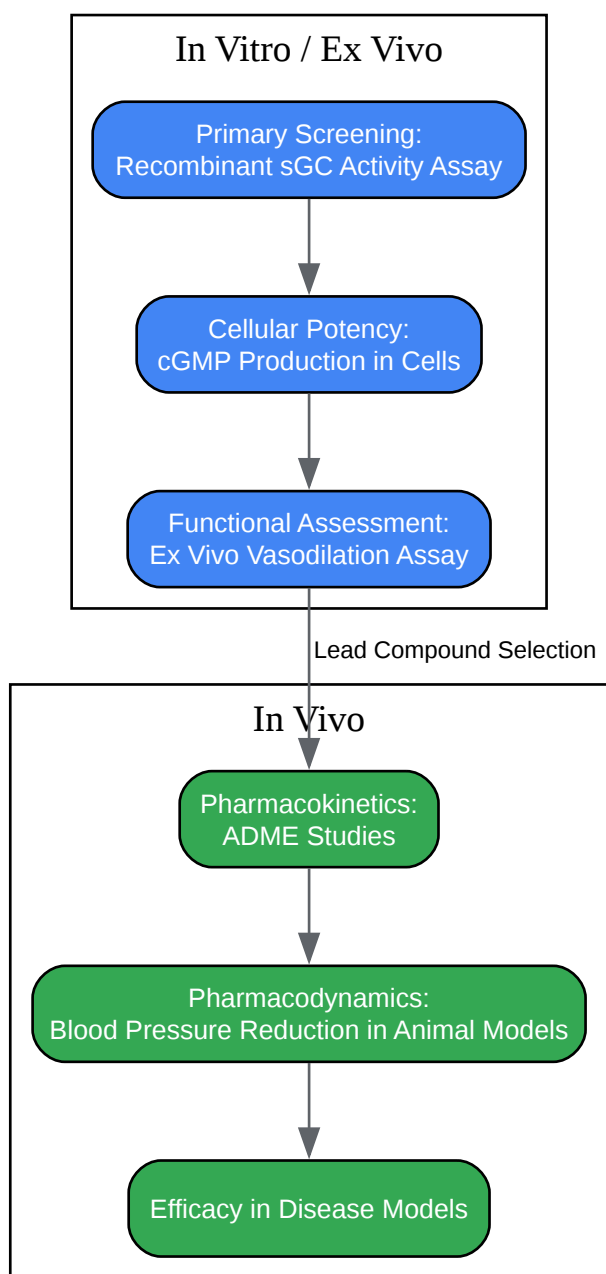 In Vitro / Ex Vivo
Primary Screening:
Recombinant sGC Activity Assay
Cellular Potency:
cGMP Production in Cells
Functional Assessment:
Ex Vivo Vasodilation Assay
Lead Compound Selection
In Vivo
Pharmacokinetics:
ADME Studies
Pharmacodynamics:
Blood Pressure Reduction in Animal Models
Efficacy in Disease Models